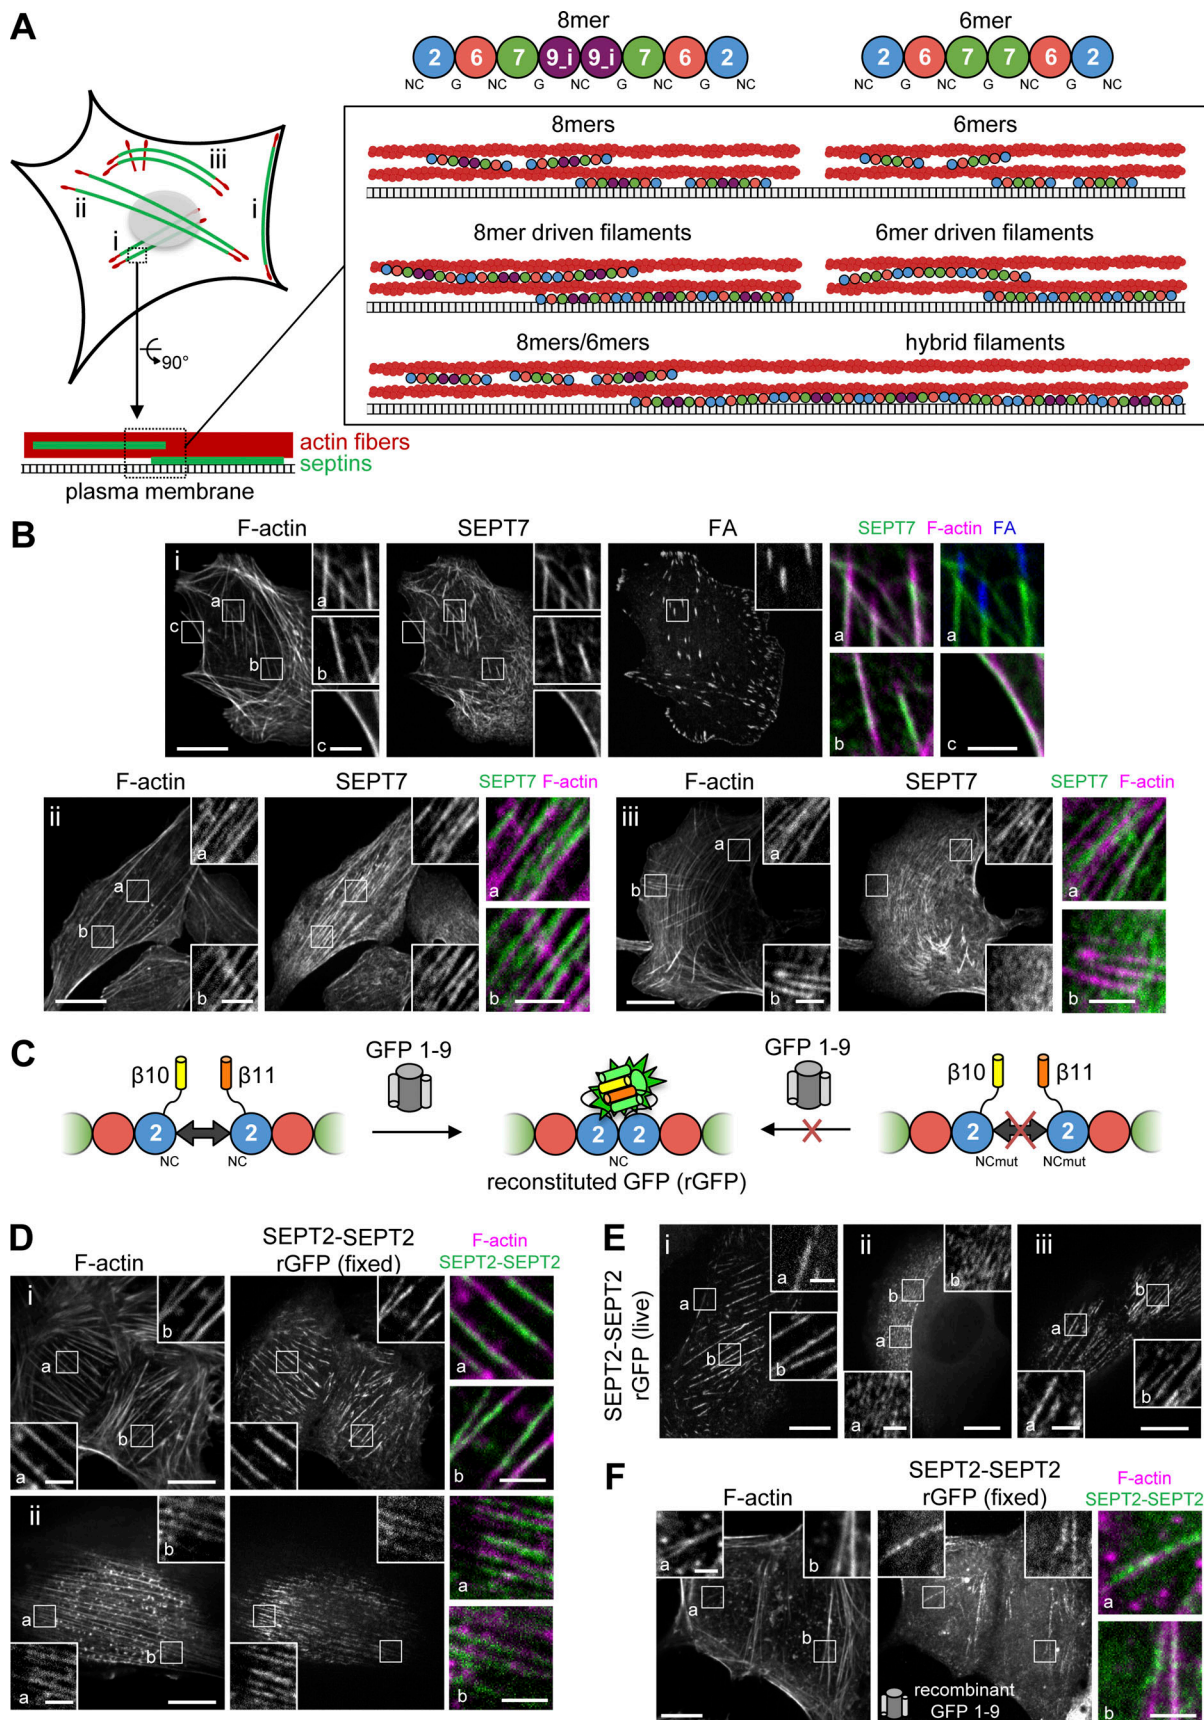 A
8mer
6mer
2 6 7 9_i 9_i 7 6 2
2 6 7 7 6 2
NC G NC G NC G NC G NC
NC G NC G NC G NC
8mers
6mers
iii
ii
i
i
8mer driven filaments
6mer driven filaments
90°
8mers/6mers
hybrid filaments
actin fibers
septins
plasma membrane
B
F-actin
SEPT7
FA
SEPT7 F-actin FA
i
a
c
b
a
b
c
a
a
b
c
F-actin
SEPT7
SEPT7 F-actin
F-actin
SEPT7
SEPT7 F-actin
ii
a
b
a
b
a
b
iii
a
b
a
b
a
b
C
GFP 1-9
GFP 1-9
β10
β11
β10
β11
2
2
2 2
2
2
NC
NC
NC
NCmut
NCmut
reconstituted GFP (rGFP)
D
F-actin
SEPT2-SEPT2
rGFP (fixed)
F-actin
SEPT2-SEPT2
i
b
a
b
a
a
b
ii
b
a
b
a
a
b
E
SEPT2-SEPT2
rGFP (live)
i
a
a
b
b
ii
b
b
a
a
iii
b
a
b
a
F
F-actin
SEPT2-SEPT2
rGFP (fixed)
F-actin
SEPT2-SEPT2
a
b
a
b
a
b
recombinant
GFP 1-9